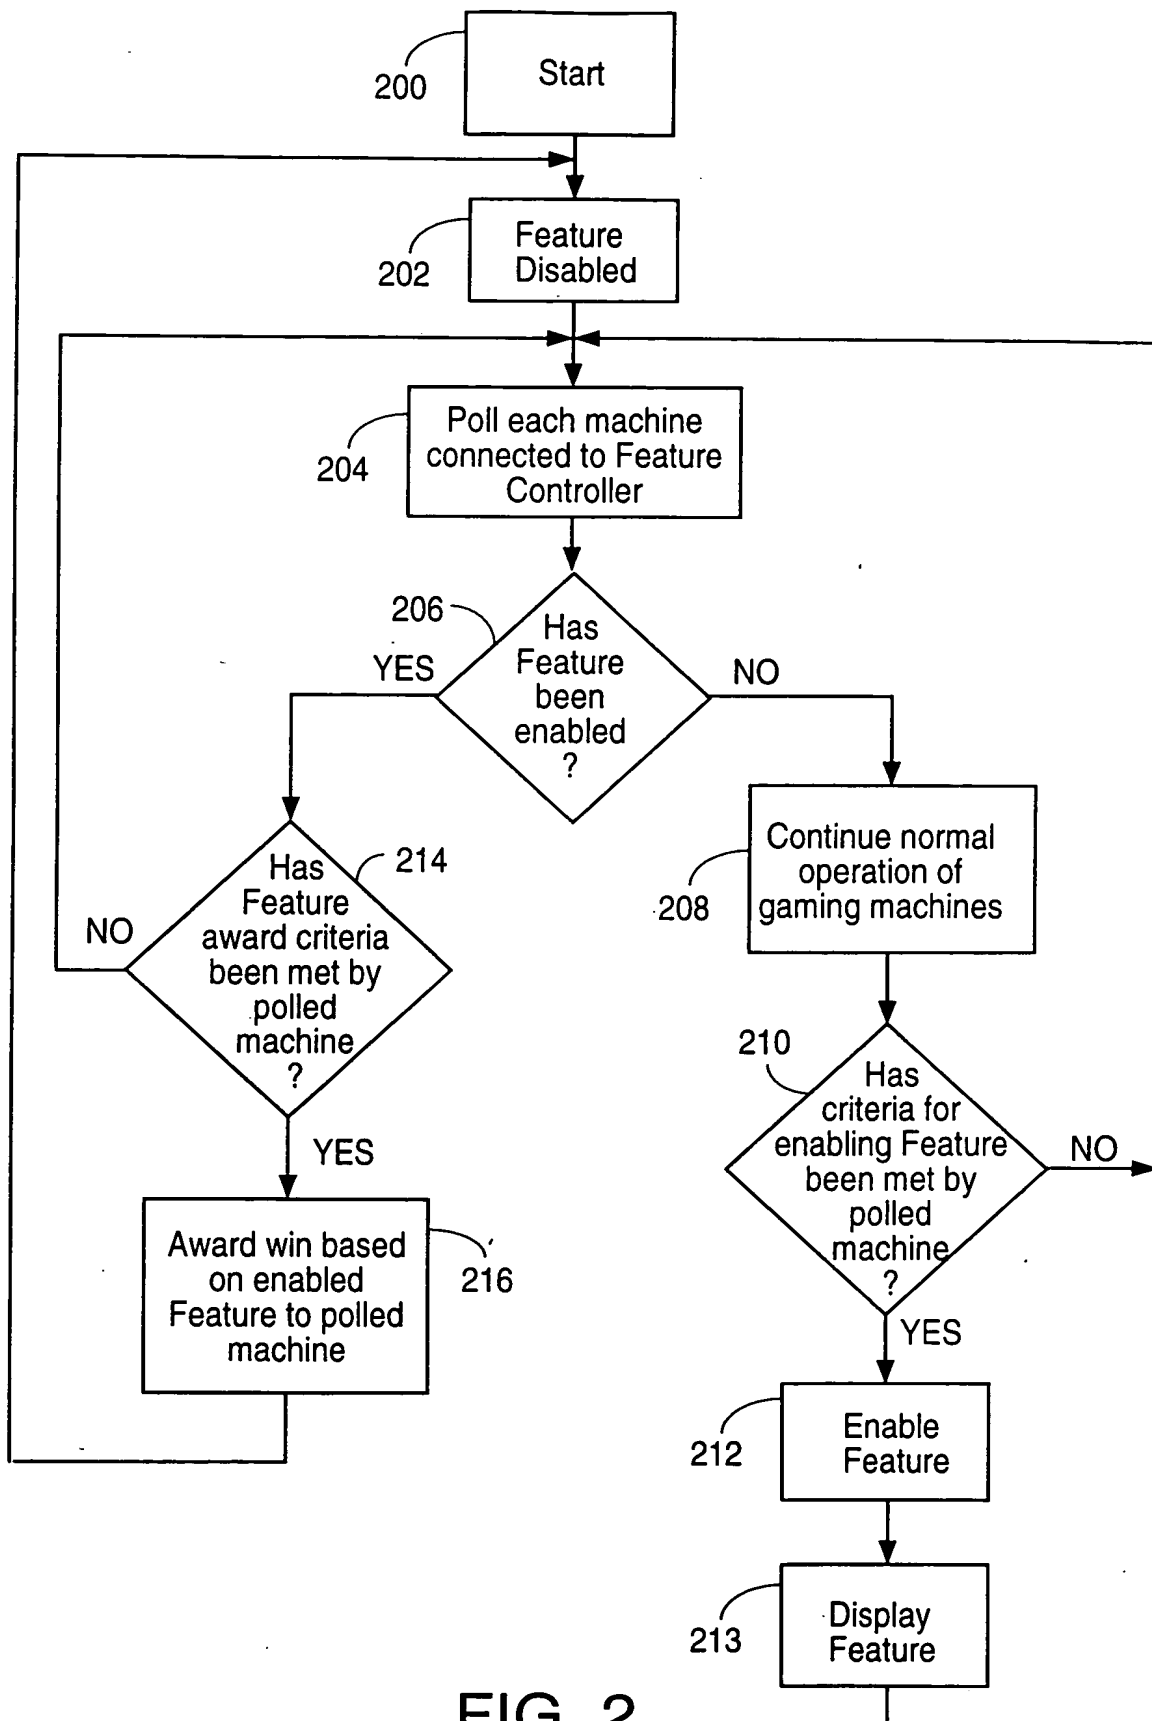 Start
200
Feature
Disabled
202
Poll each machine
connected to Feature
Controller
204
206
Has
Feature
been
enabled
?
YES
NO
Continue normal
operation of
gaming machines
208
Has
Feature
award criteria
been met by
polled
machine
?
214
NO
YES
210
Has
criteria for
enabling Feature
been met by
polled
machine
?
NO
YES
Award win based
on enabled
Feature to polled
machine
216
Enable
Feature
212
Display
Feature
213
FIG. 2